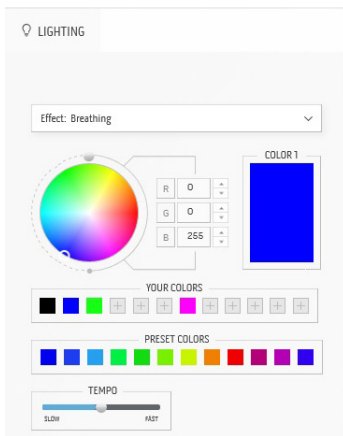 LIGHTING
Effect: Breathing
COLOR 1
R 0
G 0
B 255
YOUR COLORS
PRESET COLORS
TEMPO
SLOW FAST